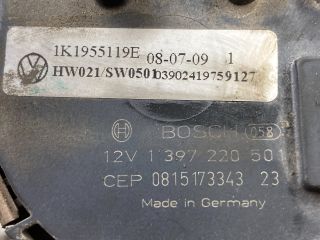 1K1955119E 08-07-09 1
HW021/SW0501 03902419759127
BOSCH 058
12V 1 397 220 501
CEP 0815173343 23
Made in Germany